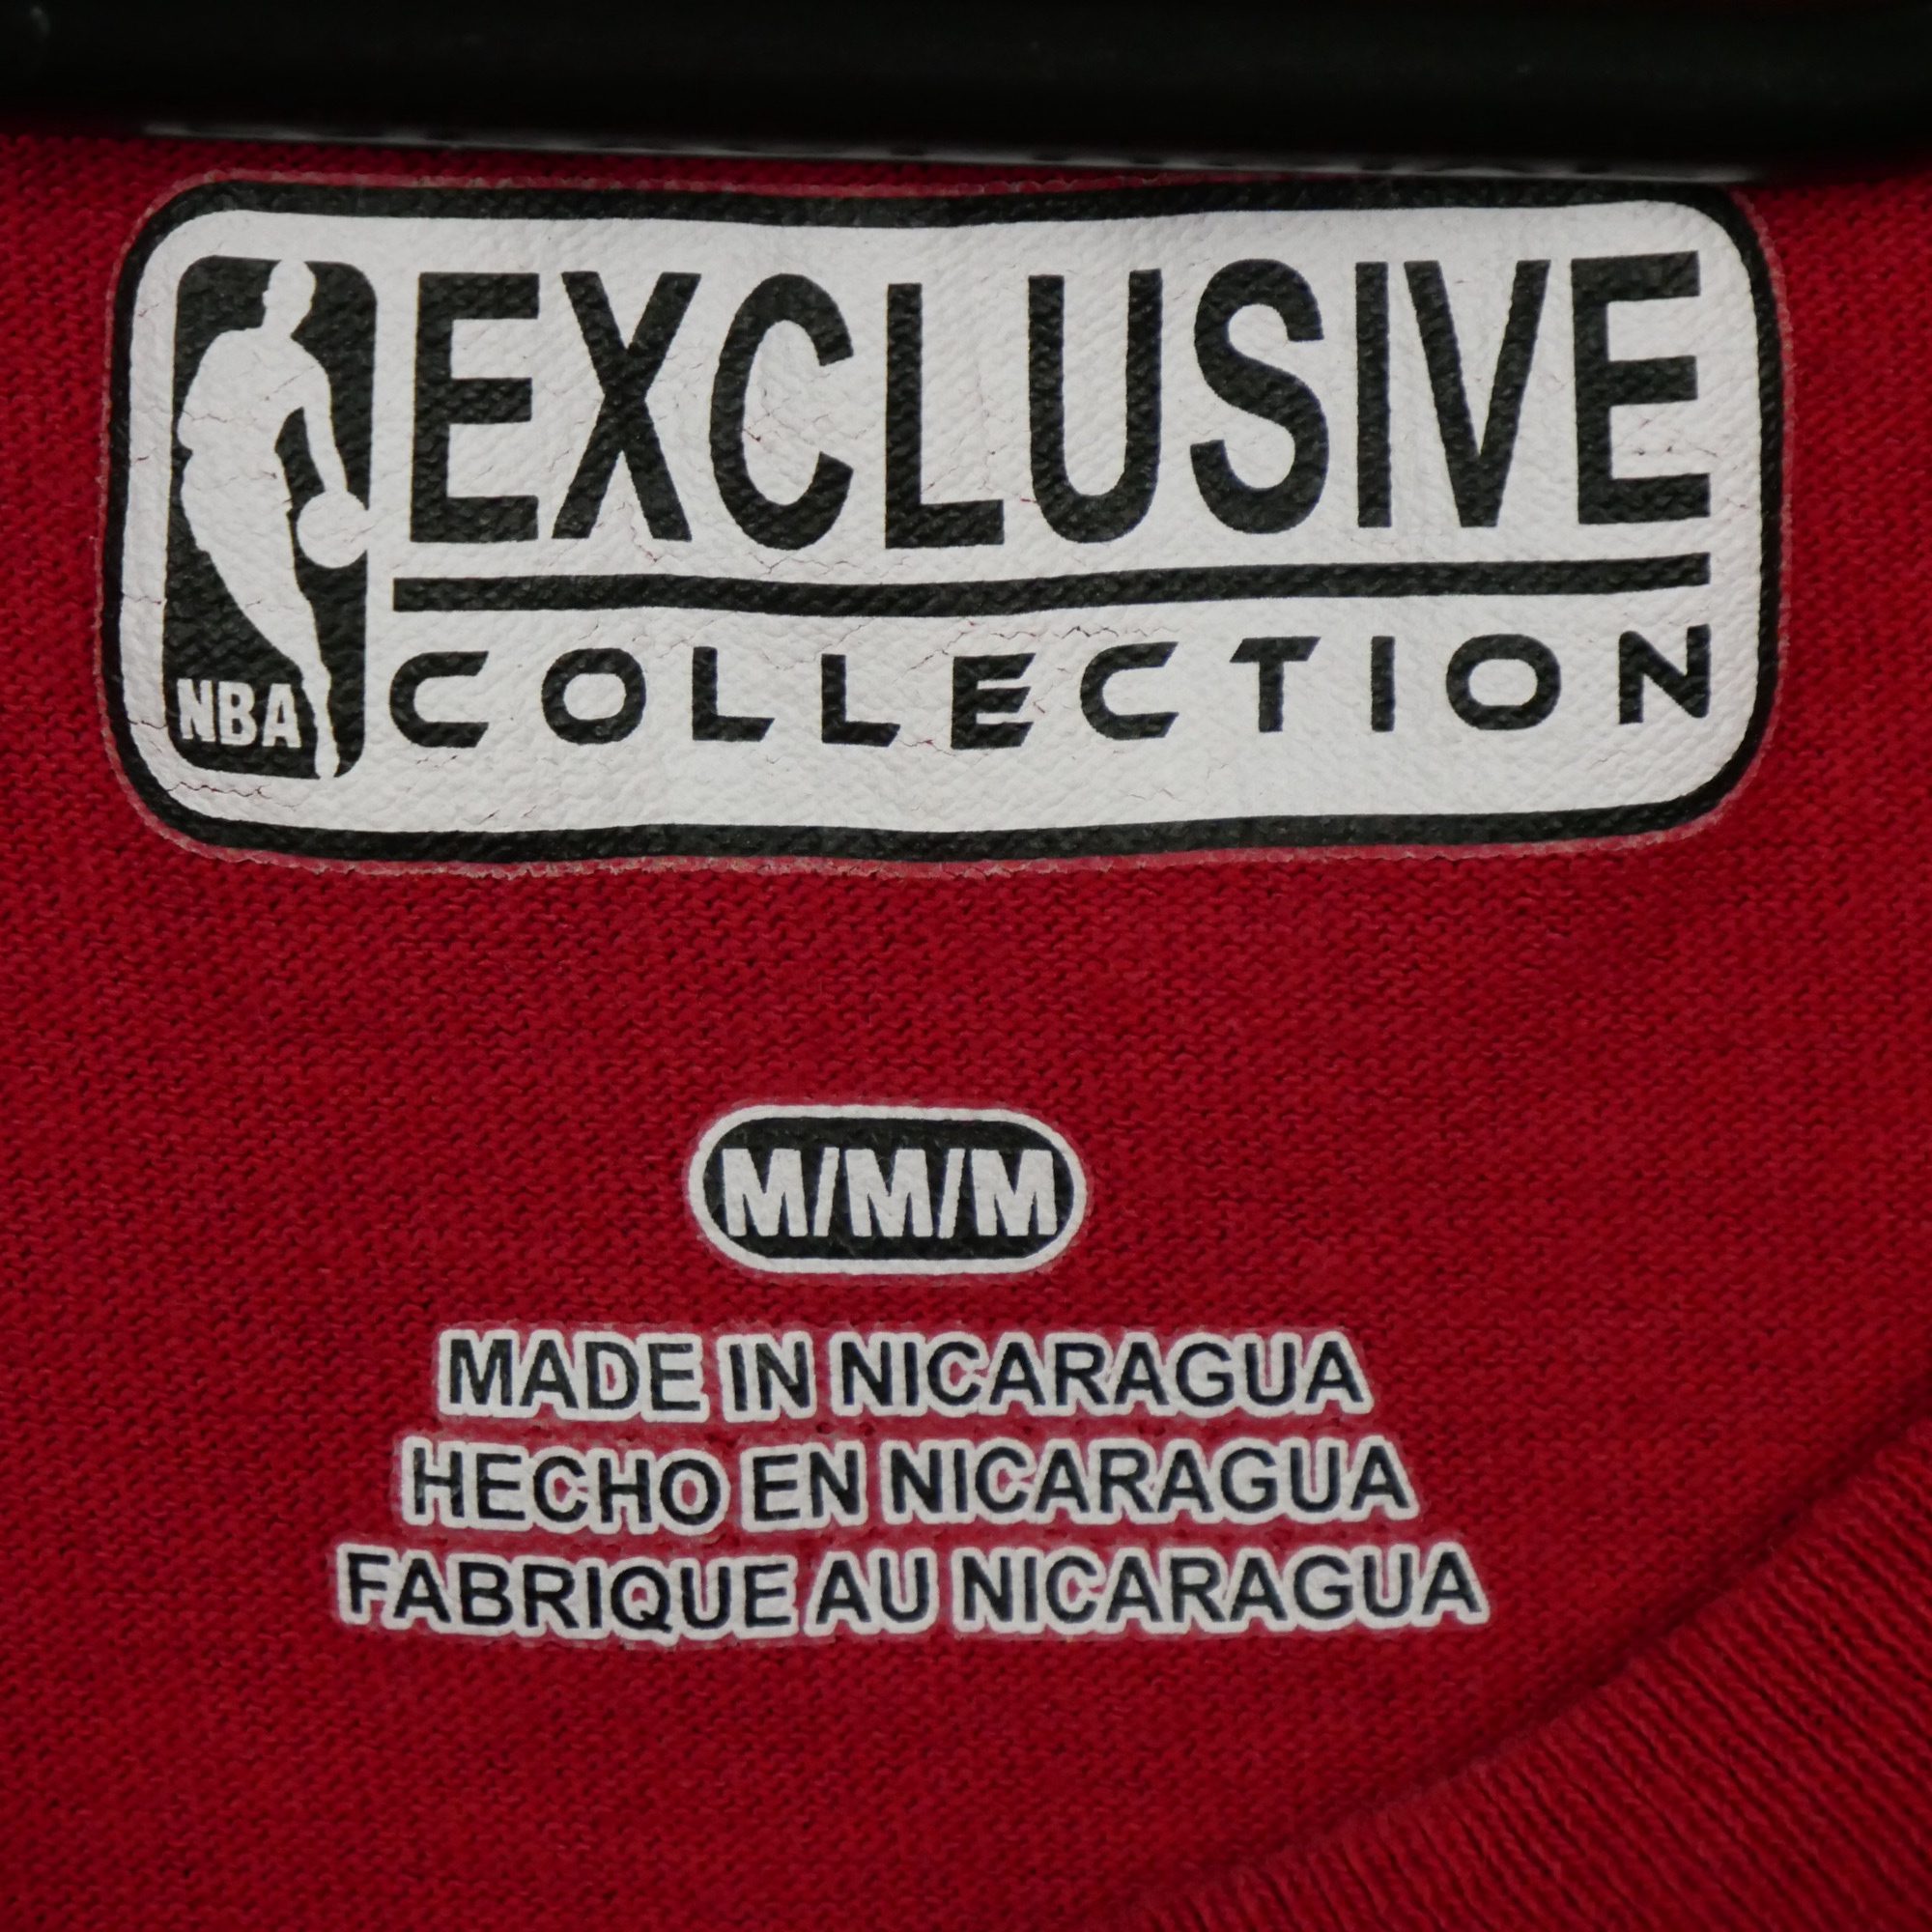 EXCLUSIVE
NBA COLLECTION
M/M/M
MADE IN NICARAGUA
HECHO EN NICARAGUA
FABRIQUE AU NICARAGUA